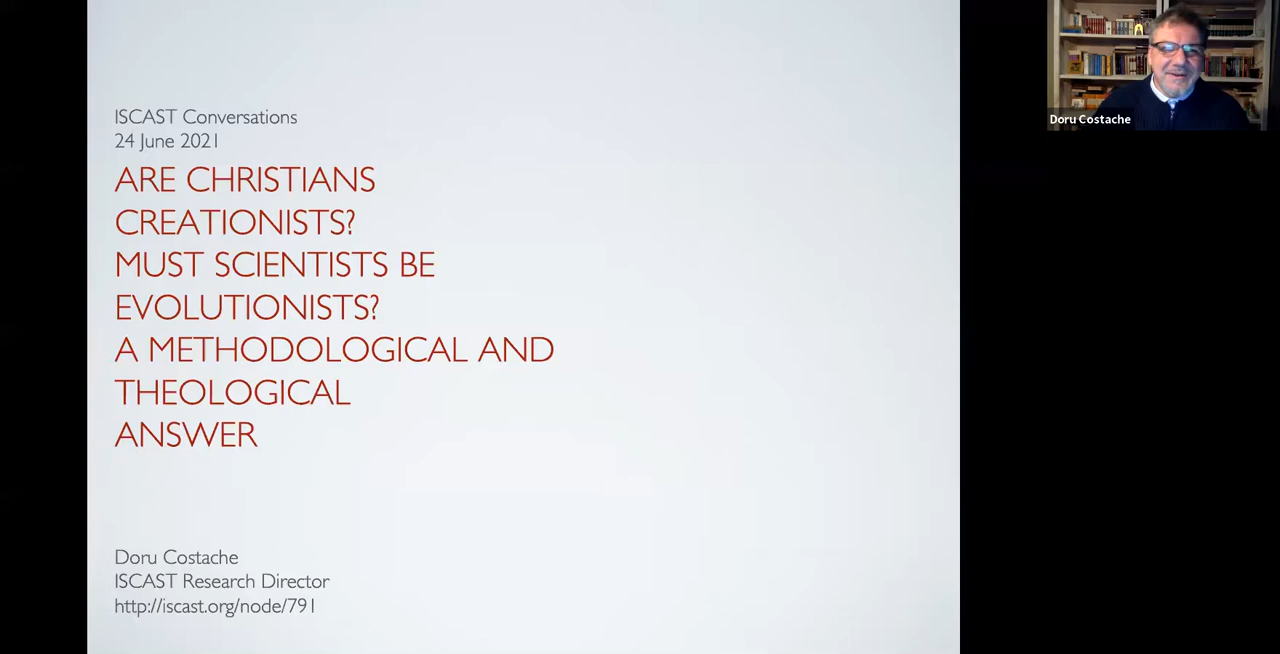 ISCAST Conversations
24 June 2021
ARE CHRISTIANS
CREATIONISTS?
MUST SCIENTISTS BE
EVOLUTIONISTS?
A METHODOLOGICAL AND
THEOLOGICAL
ANSWER
Doru Costache
ISCAST Research Director
http://iscast.org/node/791
Doru Costache